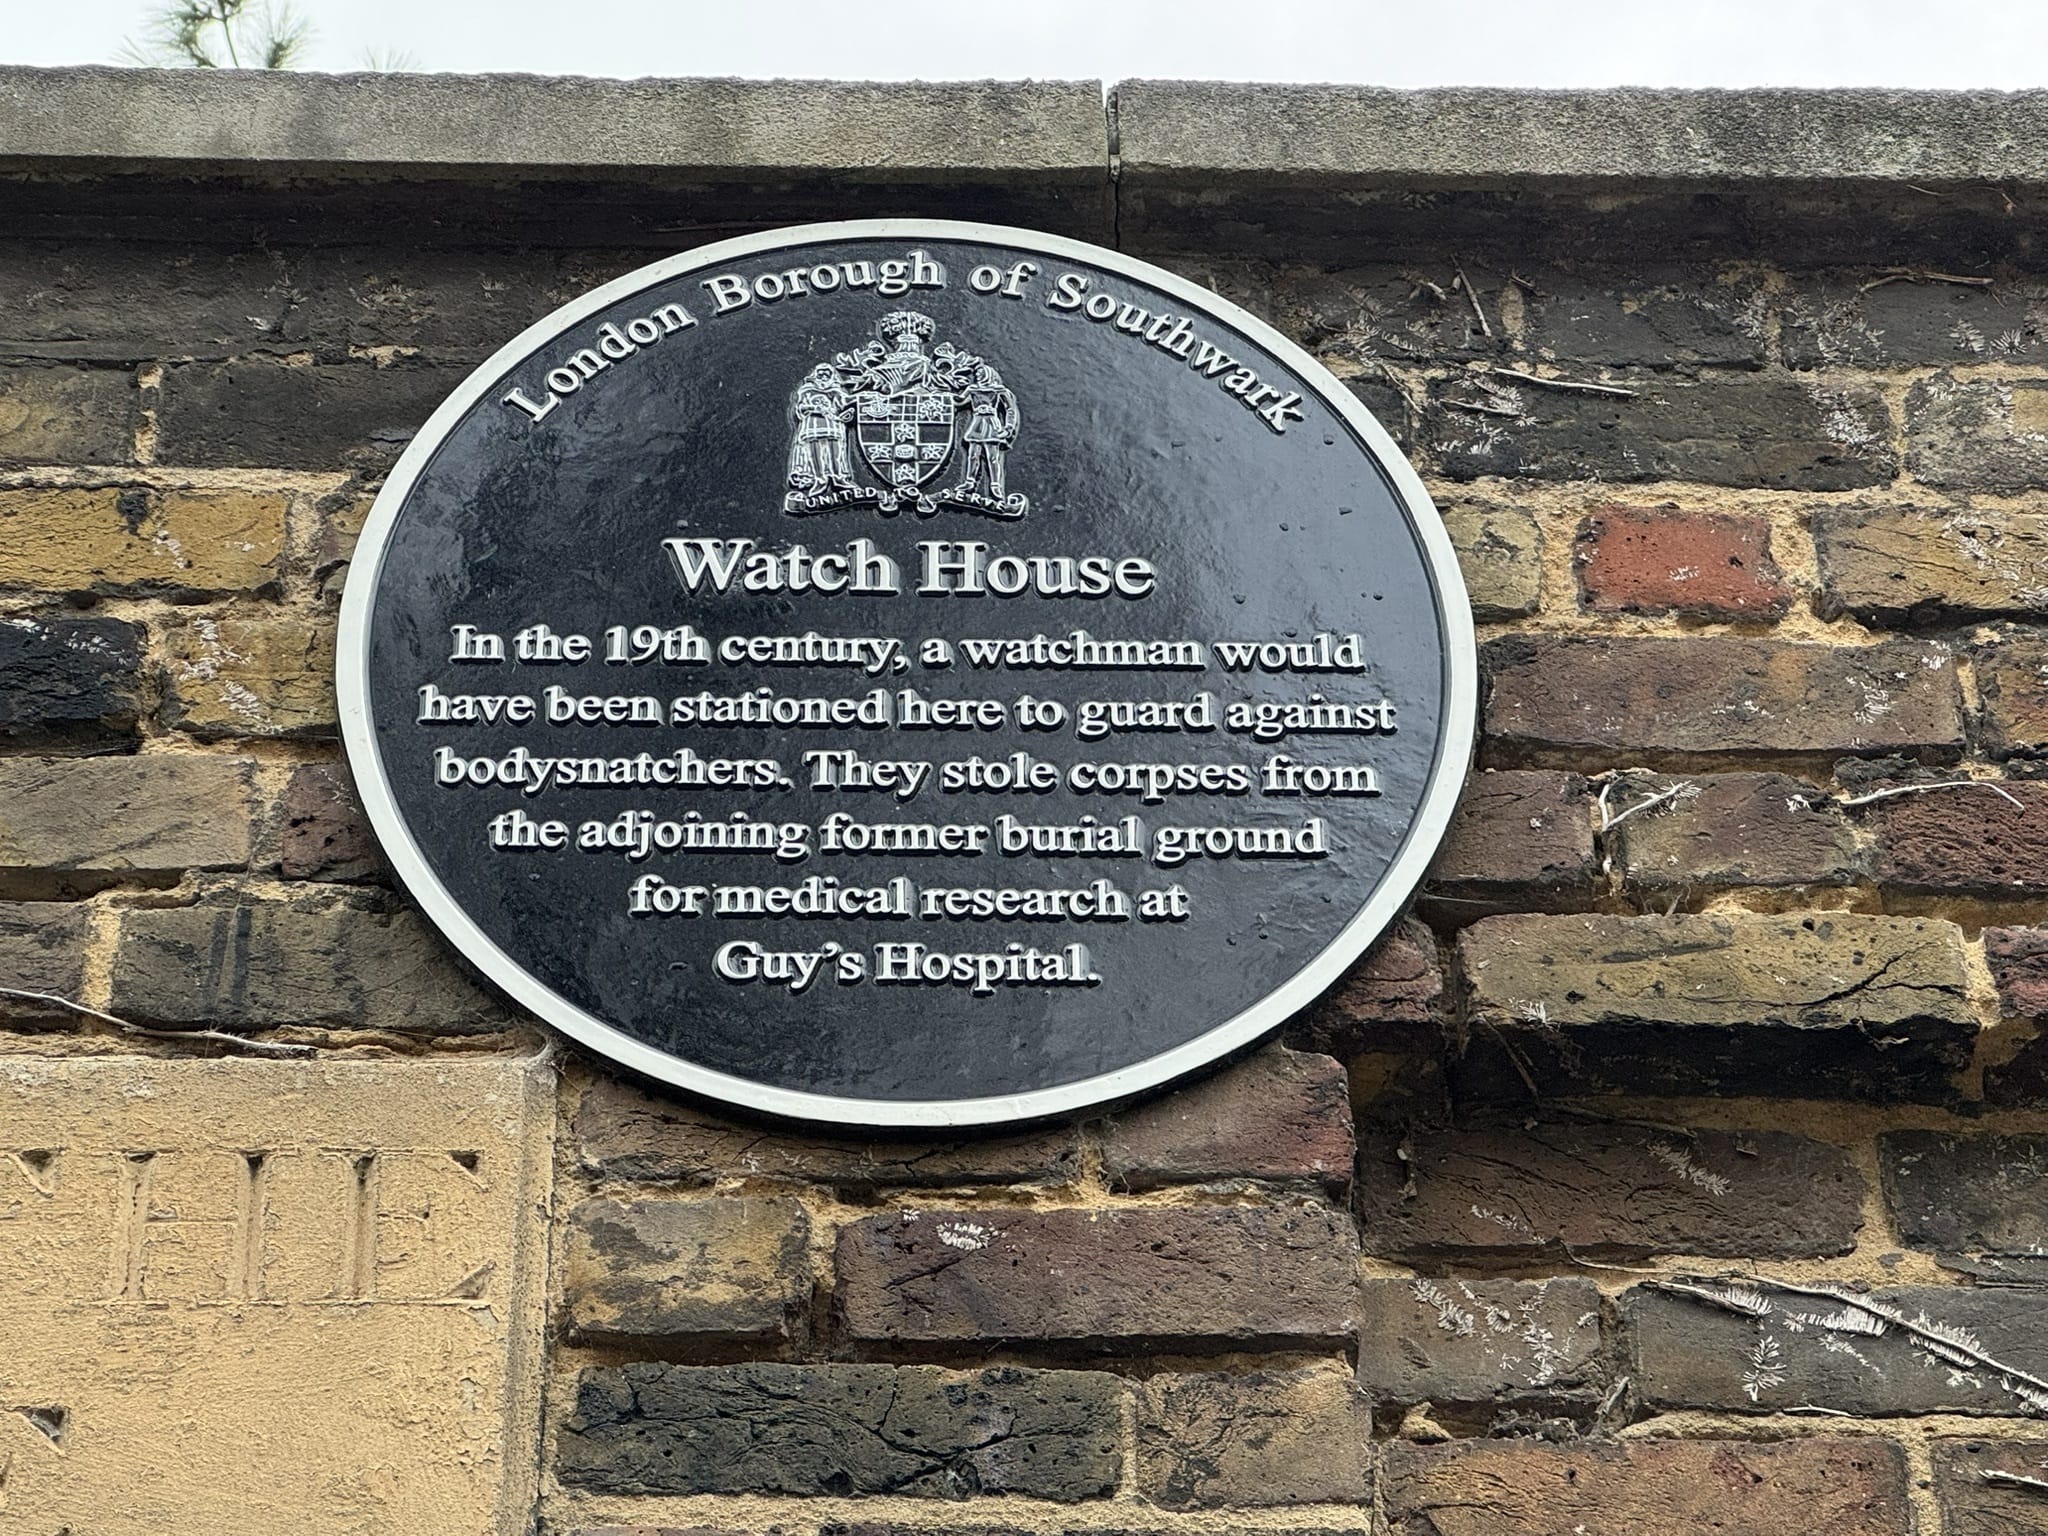 London Borough of Southwark
UNITED TO SERVE
Watch House
In the 19th century, a watchman would
have been stationed here to guard against
bodysnatchers. They stole corpses from
the adjoining former burial ground
for medical research at
Guy's Hospital.